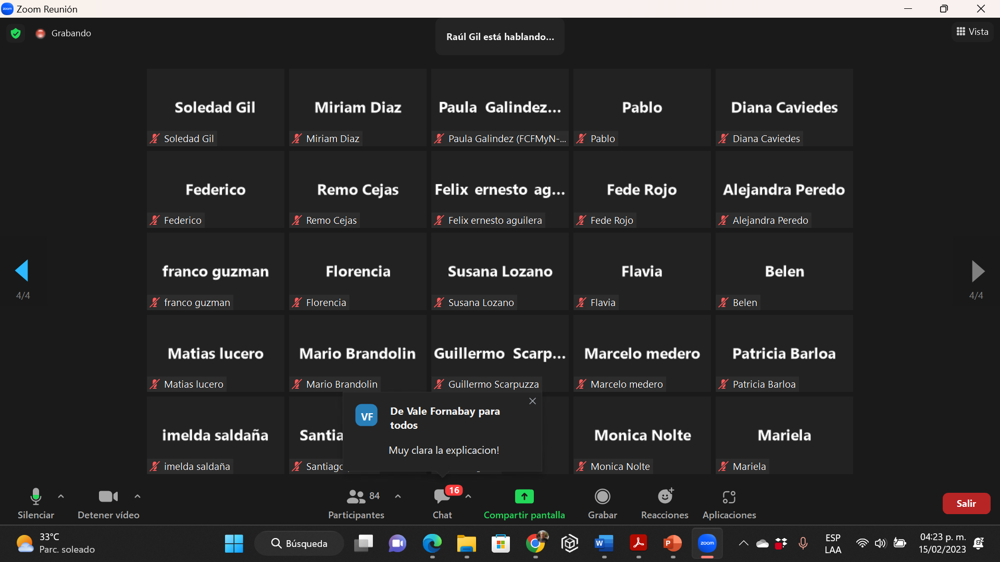 zoom Zoom Reunión
Grabando
Raúl Gil está hablando...
Vista
Soledad Gil
Miriam Diaz
Paula Galindez...
Pablo
Diana Caviedes
Soledad Gil
Miriam Diaz
Paula Galindez (FCFMyN-...
Pablo
Diana Caviedes
Federico
Remo Cejas
Felix ernesto ag...
Fede Rojo
Alejandra Peredo
Federico
Remo Cejas
Felix ernesto aguilera
Fede Rojo
Alejandra Peredo
franco guzman
Florencia
Susana Lozano
Flavia
Belen
4/4
4/4
franco guzman
Florencia
Susana Lozano
Flavia
Belen
Matias lucero
Mario Brandolin
Guillermo Scarp...
Marcelo medero
Patricia Barloa
Matias lucero
Mario Brandolin
Guillermo Scarpuzza
Marcelo medero
Patricia Barloa
VF
De Vale Fornabay para
todos
Muy clara la explicacion!
imelda saldaña
Santia
Monica Nolte
Mariela
imelda saldaña
Santiago
Monica Nolte
Mariela
Silenciar
Detener vídeo
84
Participantes
16
Chat
Compartir pantalla
Grabar
Reacciones
Aplicaciones
Salir
33°C
Parc. soleado
Búsqueda
W
P
zoom
ESP
LAA
04:23 p. m.
15/02/2023